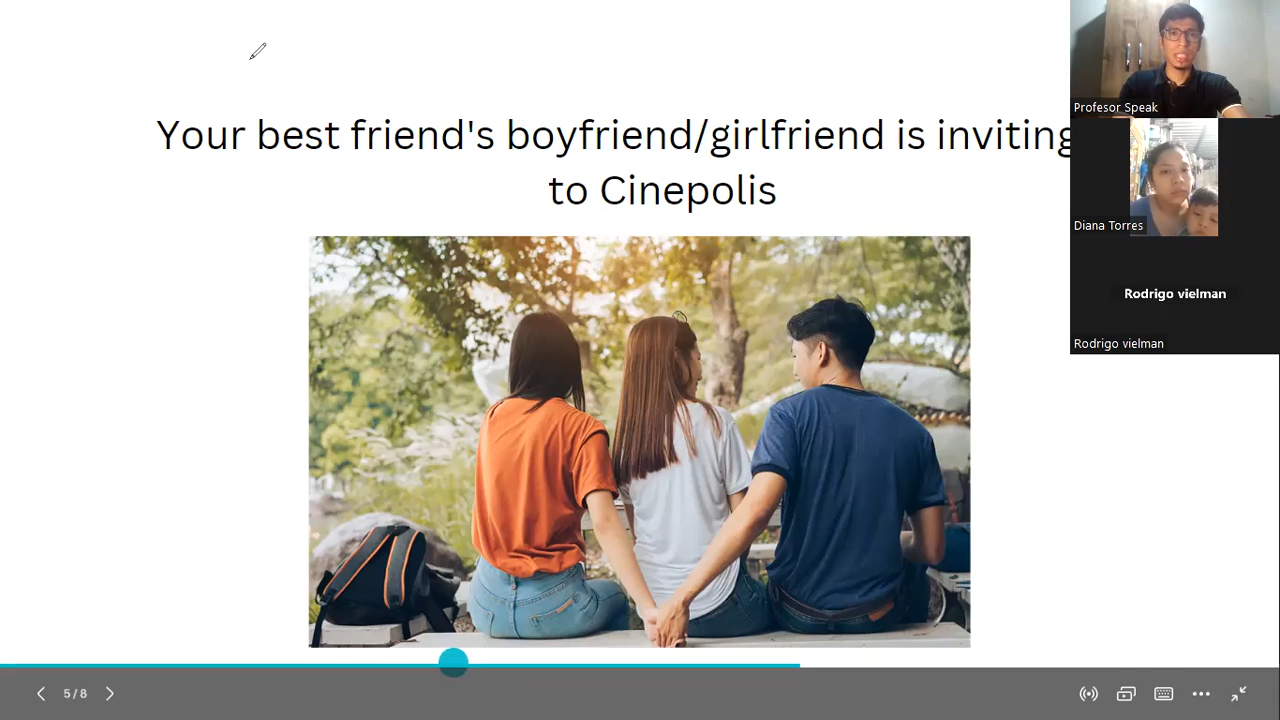 Your best friend's boyfriend/girlfriend is inviting
to Cinepolis
Profesor Speak
Diana Torres
Rodrigo vielman
Rodrigo vielman
5/8